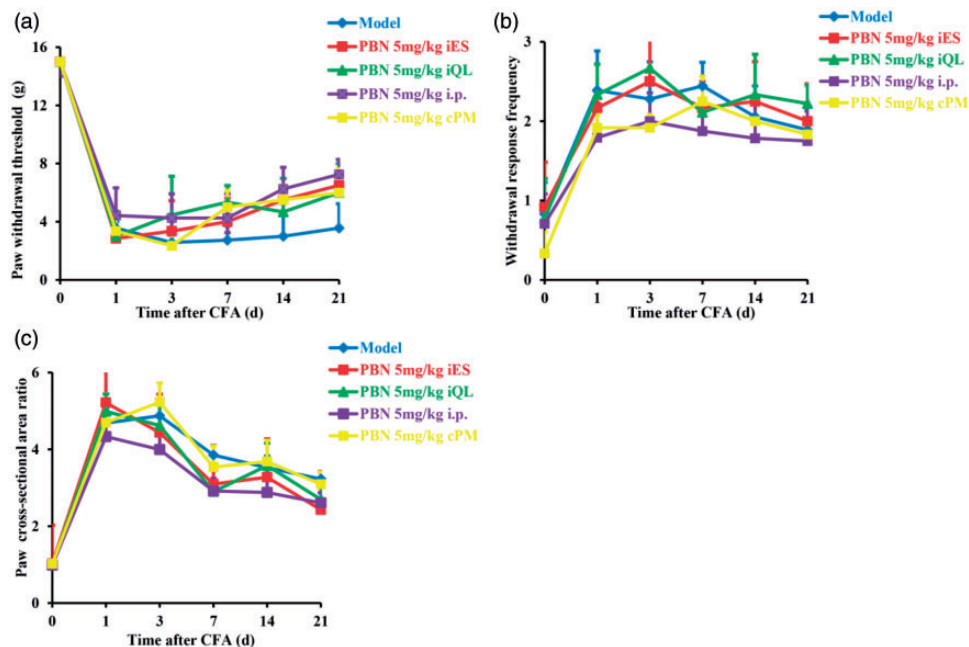 (a)
Model
PBN 5mg/kg iES
PBN 5mg/kg iQL
PBN 5mg/kg i.p.
PBN 5mg/kg cPM
Paw withdrawal threshold (g)
16
12
8
4
0
0 1 3 7 14 21
Time after CFA (d)
(b)
Model
PBN 5mg/kg iES
PBN 5mg/kg iQL
PBN 5mg/kg i.p.
PBN 5mg/kg cPM
Withdrawal response frequency
3
2
1
0
0 1 3 7 14 21
Time after CFA (d)
(c)
Model
PBN 5mg/kg iES
PBN 5mg/kg iQL
PBN 5mg/kg i.p.
PBN 5mg/kg cPM
Paw cross-sectional area ratio
6
4
2
0
0 1 3 7 14 21
Time after CFA (d)